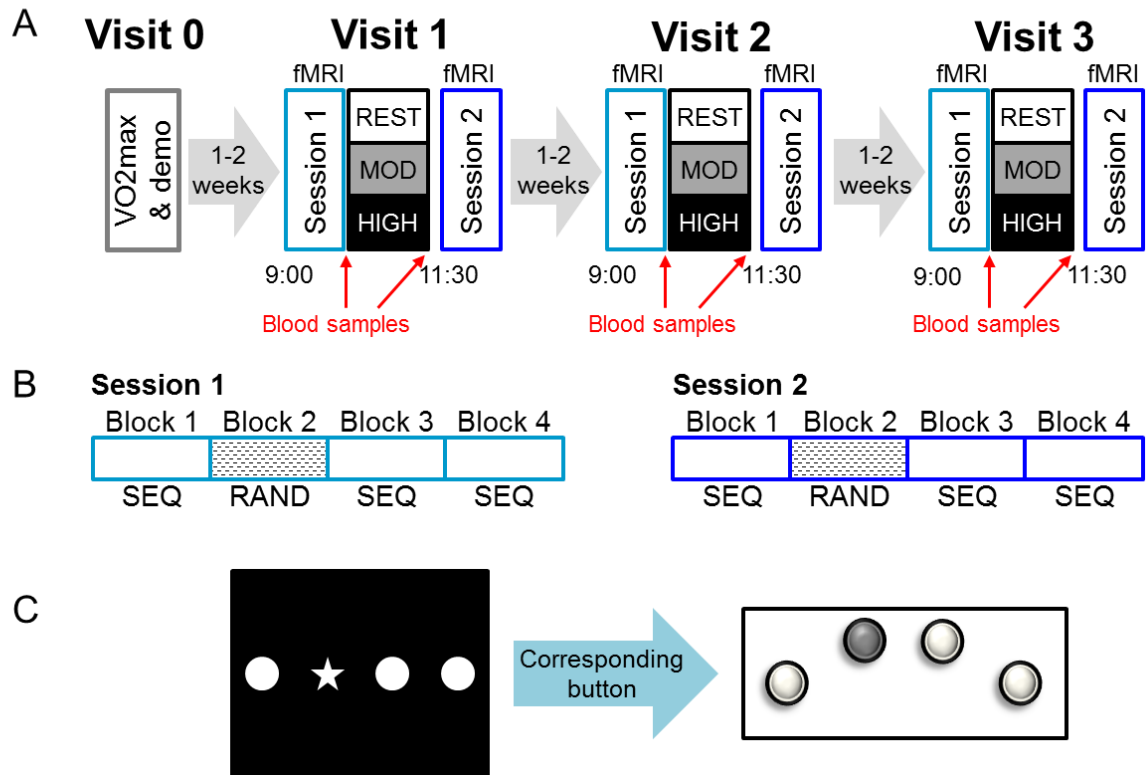 A
Visit 0
Visit 1
Visit 2
Visit 3
fMRI
fMRI
fMRI
fMRI
fMRI
fMRI
VO2max
& demo
1-2
weeks
Session 1
REST
MOD
HIGH
Session 2
1-2
weeks
Session 1
REST
MOD
HIGH
Session 2
1-2
weeks
Session 1
REST
MOD
HIGH
Session 2
9:00
11:30
9:00
11:30
9:00
11:30
Blood samples
Blood samples
Blood samples
B
Session 1
Block 1
Block 2
Block 3
Block 4
SEQ
RAND
SEQ
SEQ
Session 2
Block 1
Block 2
Block 3
Block 4
SEQ
RAND
SEQ
SEQ
C
Corresponding
button